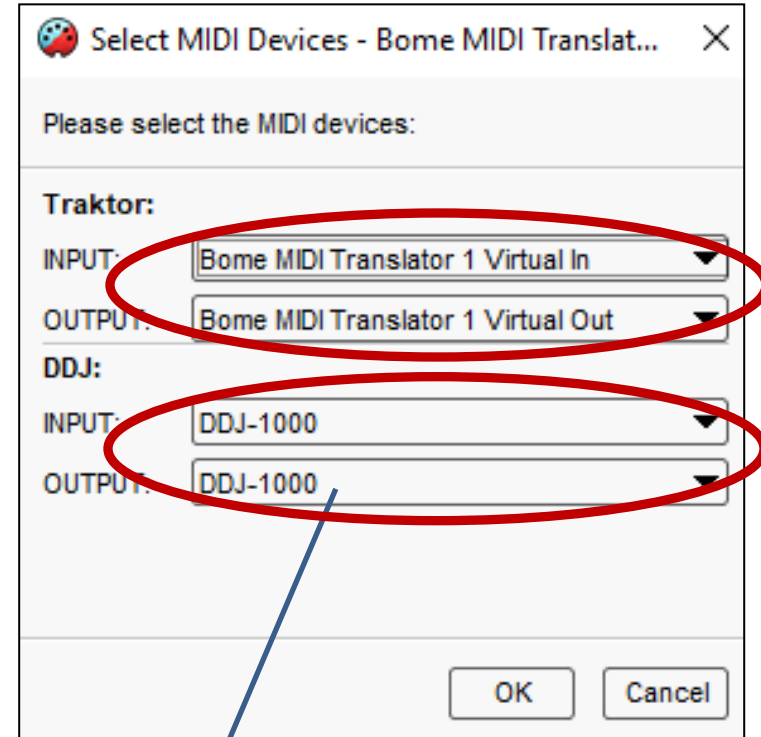 Select MIDI Devices - Bome MIDI Translat...
Please select the MIDI devices:
Traktor:
INPUT: Bome MIDI Translator 1 Virtual In
OUTPUT: Bome MIDI Translator 1 Virtual Out
DDJ:
INPUT: DDJ-1000
OUTPUT: DDJ-1000
OK Cancel